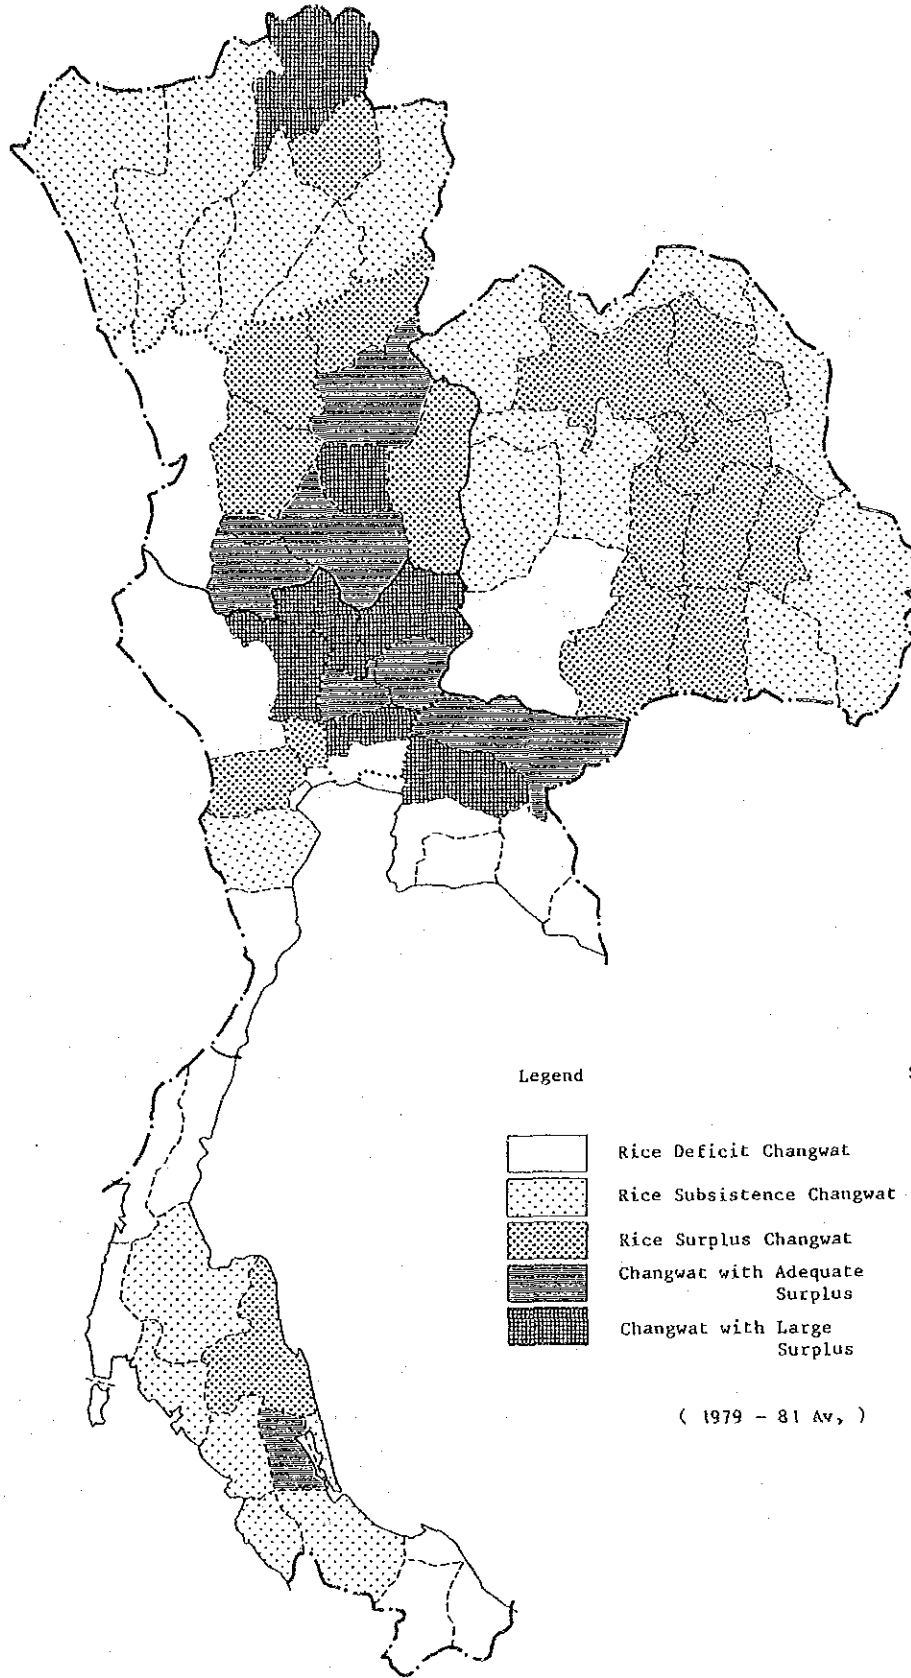 Legend
Rice Deficit Changwat
Rice Subsistence Changwat
Rice Surplus Changwat
Changwat with Adequate
Surplus
Changwat with Large
Surplus
( 1979 - 81 Av, )